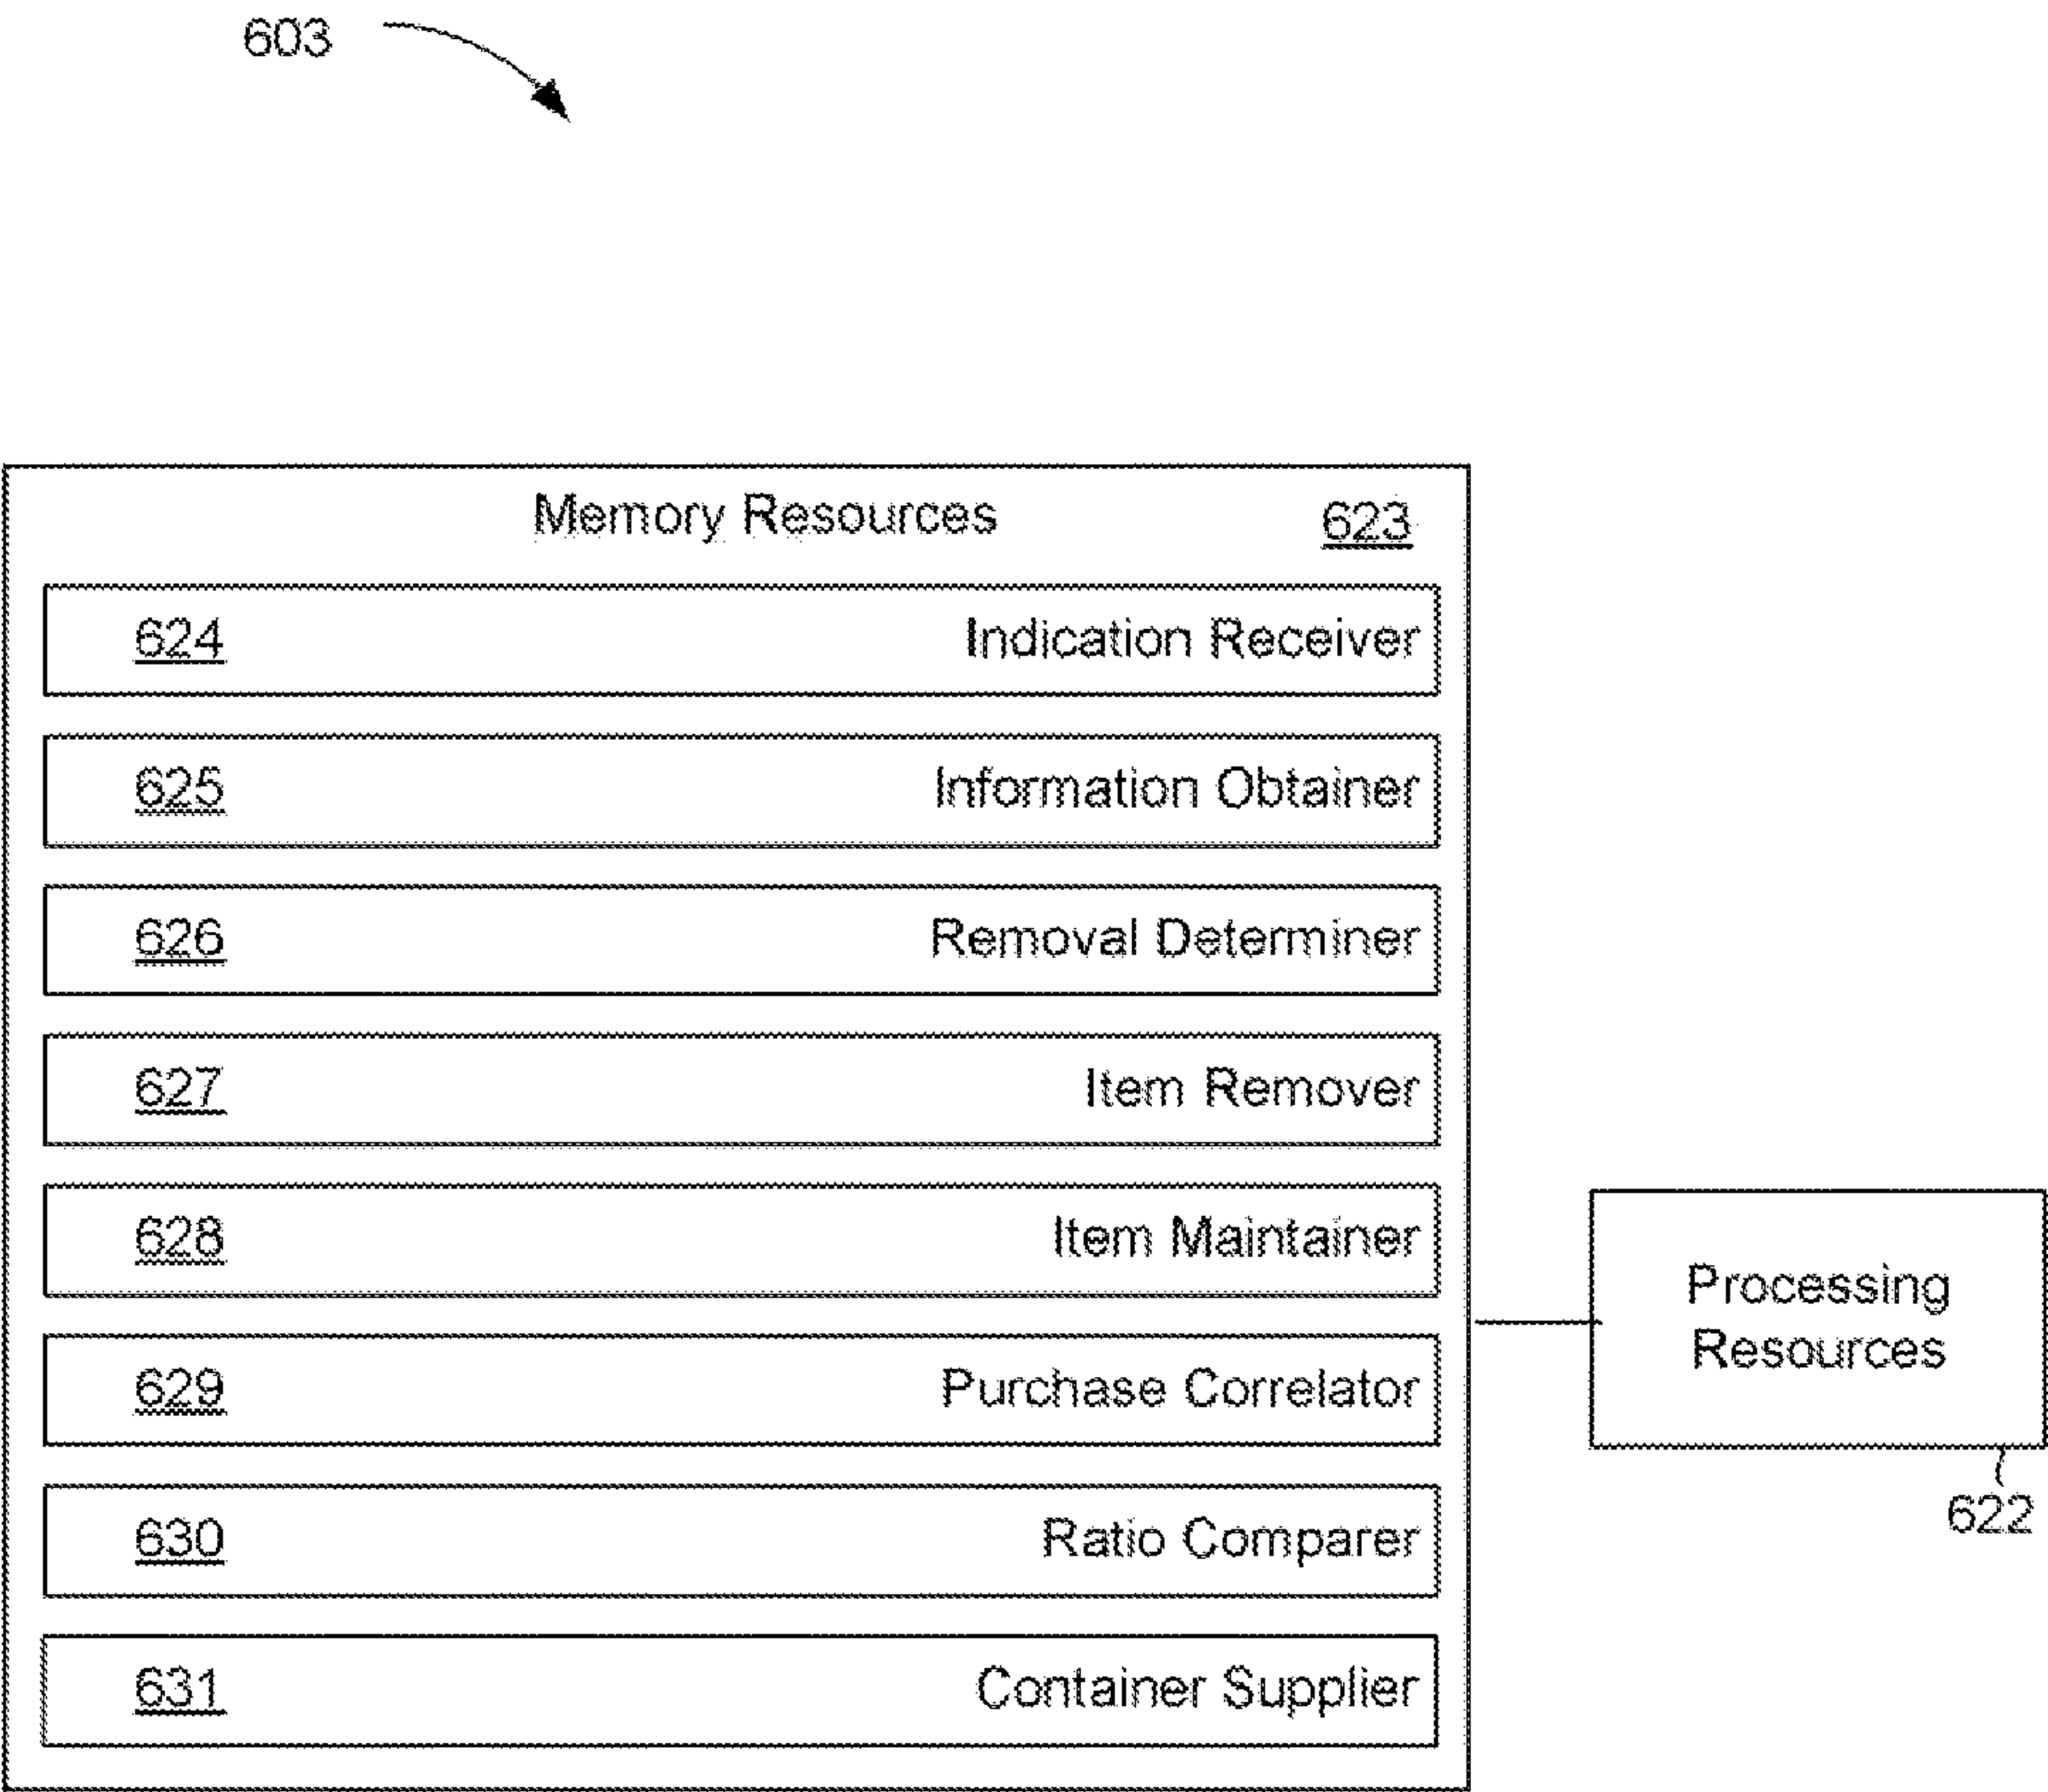 603
Memory Resources 623
624 Indication Receiver
625 Information Obtainer
626 Removal Determiner
627 Item Remover
628 Item Maintainer
629 Purchase Correlator
630 Ratio Comparer
631 Container Supplier
Processing
Resources
622